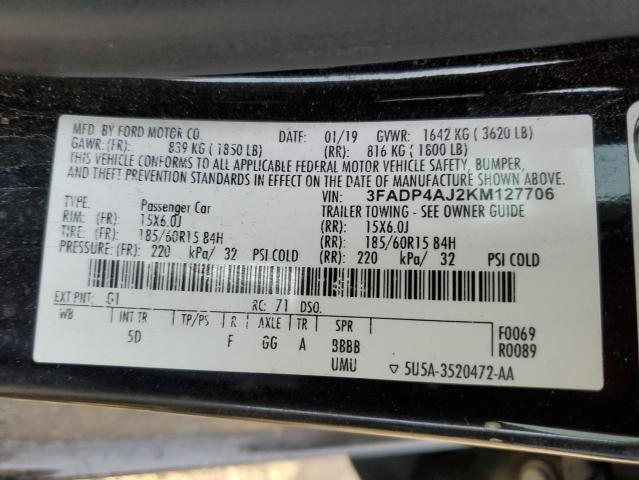 MFD. BY FORD MOTOR CO. DATE: 01/19 GVWR: 1642 KG ( 3620 LB)
GAWR: (FR): 839 KG ( 1850 LB) (RR): 816 KG ( 1800 LB)
THIS VEHICLE CONFORMS TO ALL APPLICABLE FEDERAL MOTOR VEHICLE SAFETY, BUMPER,
AND THEFT PREVENTION STANDARDS IN EFFECT ON THE DATE OF MANUFACTURE SHOWN ABOVE.
VIN: 3FADP4AJ2KM127706
TYPE: Passenger Car TRAILER TOWING - SEE OWNER GUIDE
RIM: (FR): 15X6.0J (RR): 15X6.0J
TIRE: (FR): 185/60R15 84H (RR): 185/60R15 84H
PRESSURE: (FR): 220 kPa/ 32 PSI COLD (RR): 220 kPa/ 32 PSI COLD
EXT PNT: G1 RC: 71 DSO:
WB INT TR TP/PS R AXLE TR SPR F0069
5D F GG A BBBB R0089
UMU ▽ 5U5A-3520472-AA